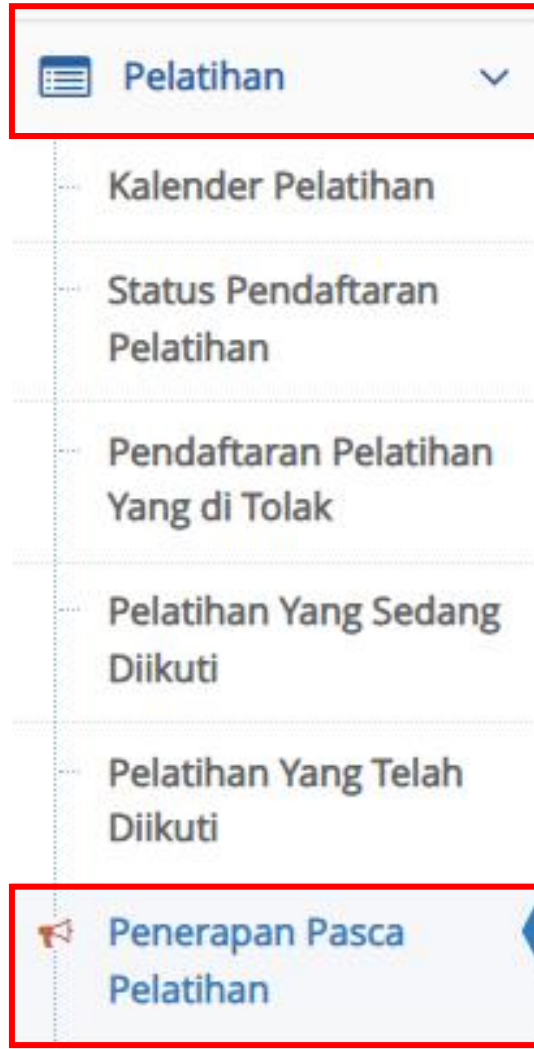 Pelatihan
Kalender Pelatihan
Status Pendaftaran
Pelatihan
Pendaftaran Pelatihan
Yang di Tolak
Pelatihan Yang Sedang
Diikuti
Pelatihan Yang Telah
Diikuti
Penerapan Pasca
Pelatihan